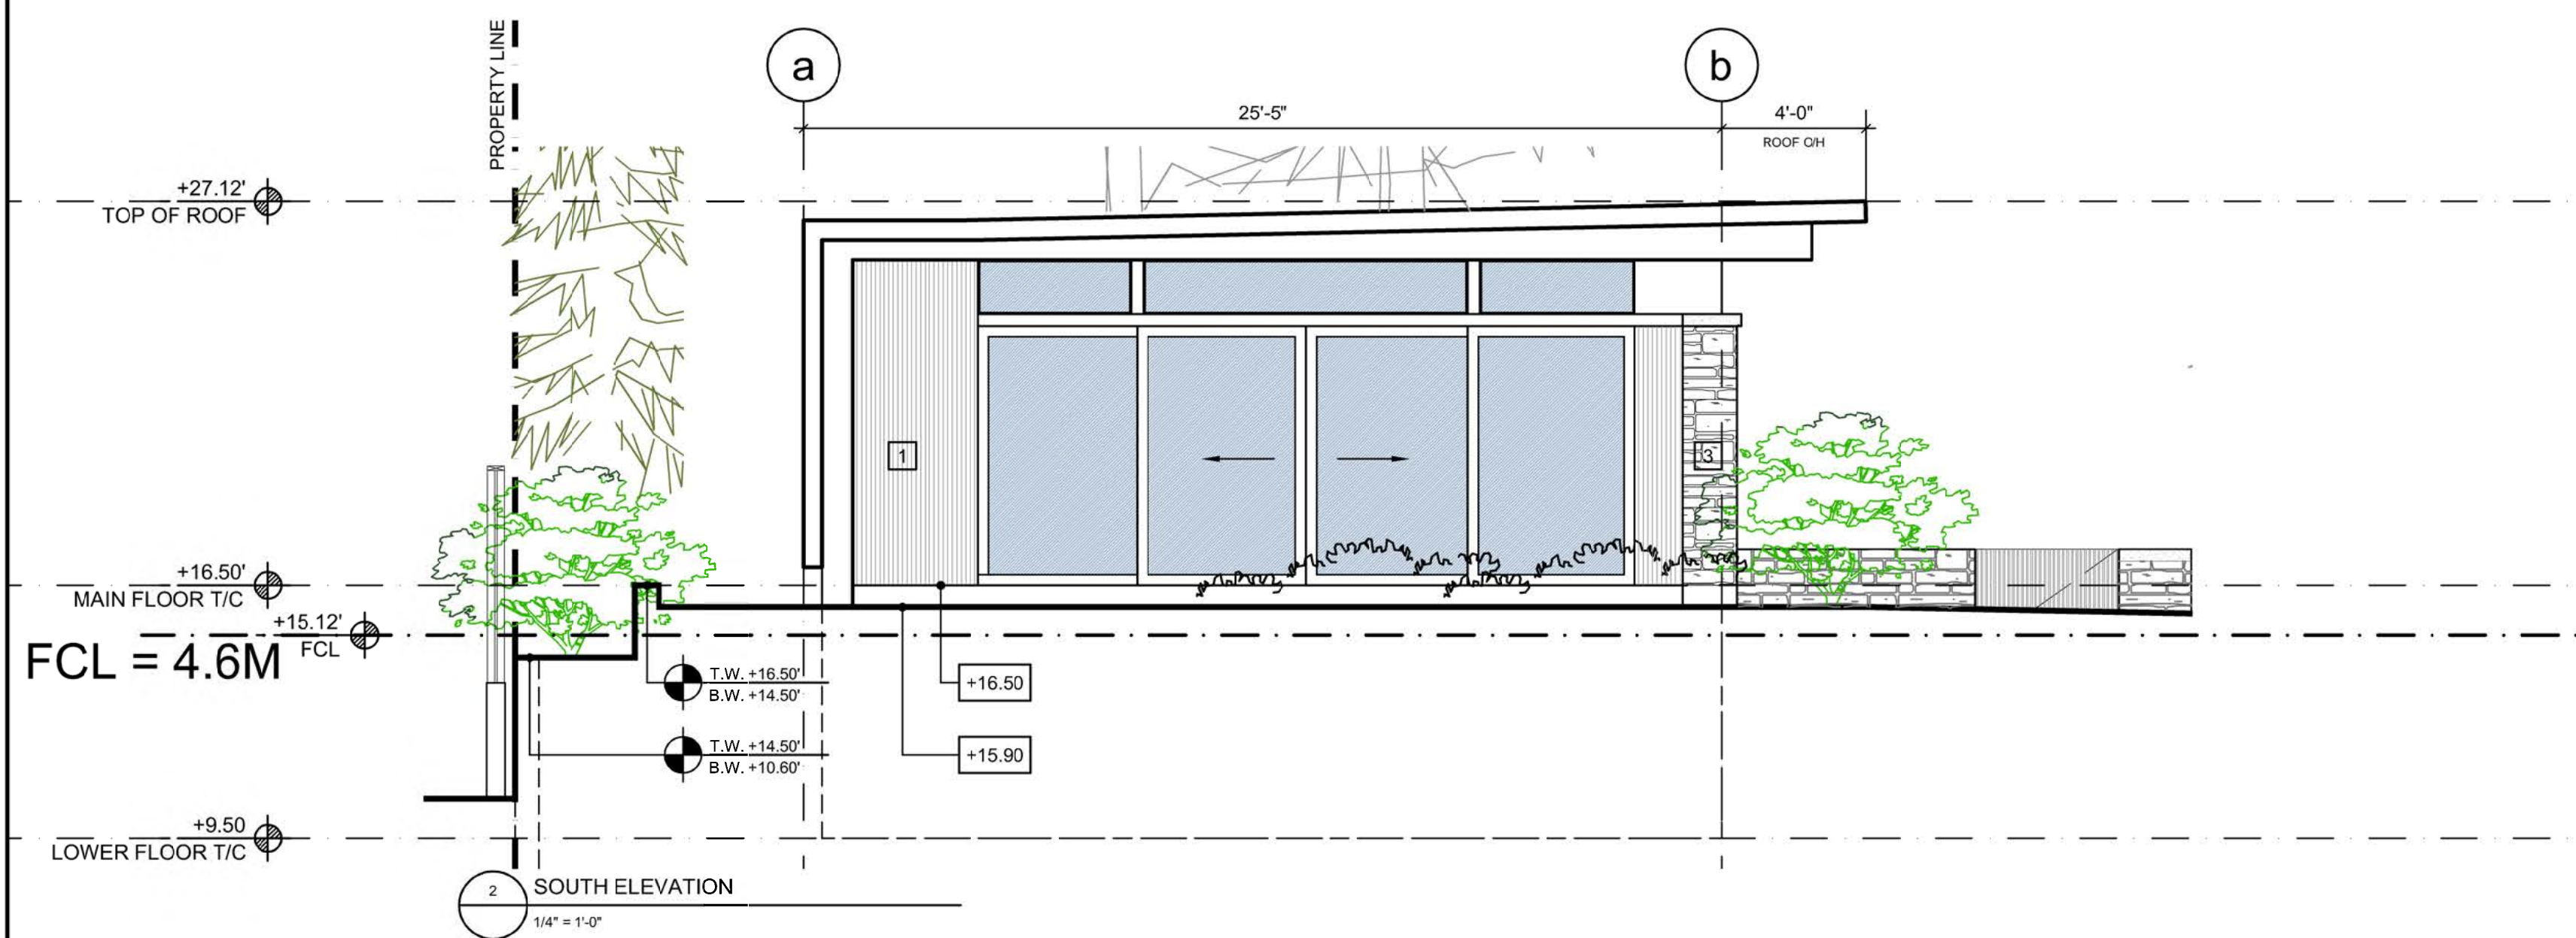 PROPERTY LINE
a
b
25'-5"
4'-0"
ROOF O/H
+27.12'
TOP OF ROOF
1
3
+16.50'
MAIN FLOOR T/C
+15.12'
FCL
FCL = 4.6M
T.W. +16.50'
B.W. +14.50'
+16.50
T.W. +14.50'
B.W. +10.60'
+15.90
+9.50
LOWER FLOOR T/C
2
SOUTH ELEVATION
1/4" = 1'-0"